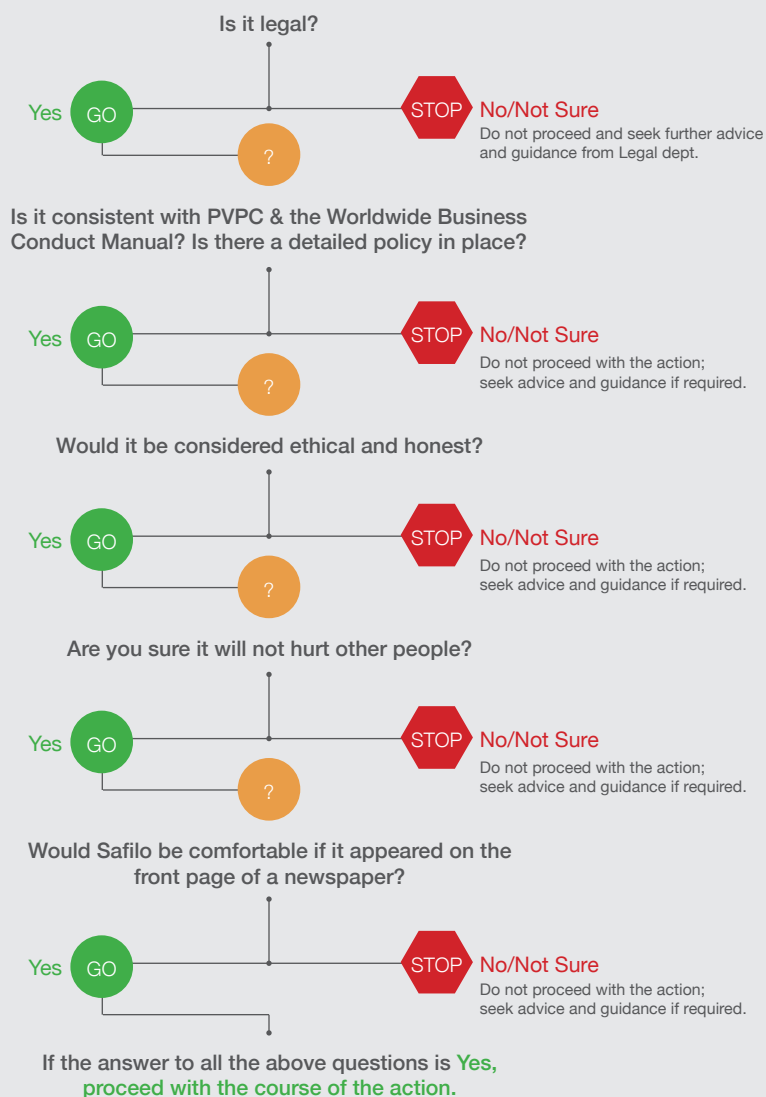 Is it legal?
Yes
GO
STOP
No/Not Sure
Do not proceed and seek further advice
and guidance from Legal dept.
?
Is it consistent with PVPC & the Worldwide Business
Conduct Manual? Is there a detailed policy in place?
Yes
GO
STOP
No/Not Sure
Do not proceed with the action;
seek advice and guidance if required.
?
Would it be considered ethical and honest?
Yes
GO
STOP
No/Not Sure
Do not proceed with the action;
seek advice and guidance if required.
?
Are you sure it will not hurt other people?
Yes
GO
STOP
No/Not Sure
Do not proceed with the action;
seek advice and guidance if required.
?
Would Safilo be comfortable if it appeared on the
front page of a newspaper?
Yes
GO
STOP
No/Not Sure
Do not proceed with the action;
seek advice and guidance if required.
If the answer to all the above questions is Yes,
proceed with the course of the action.